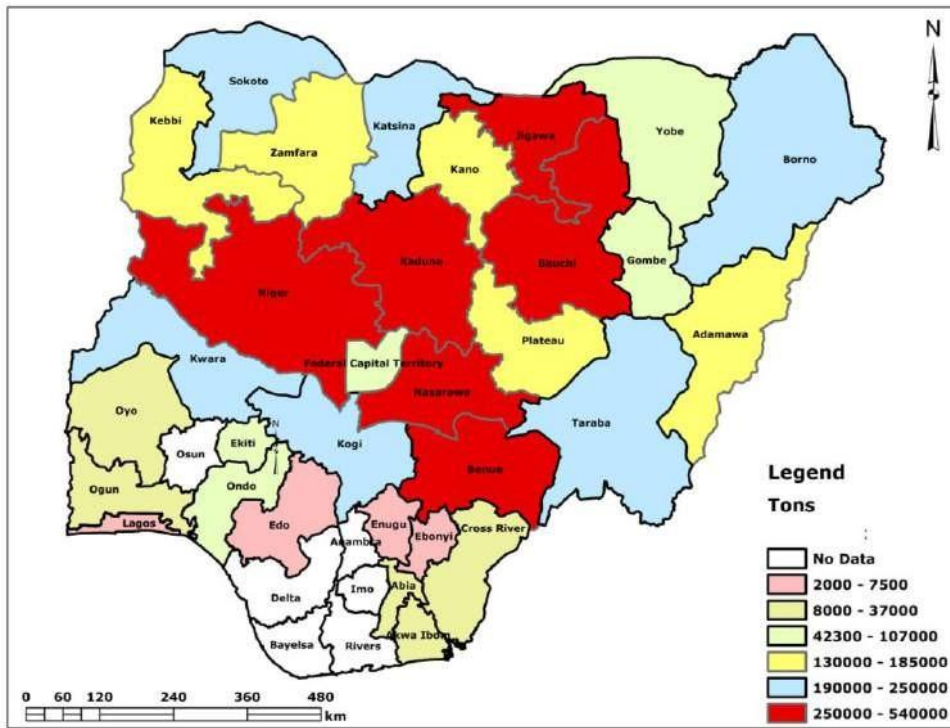 N
Sokoto
Kebbi
Zamfara
Katsina
Kano
Jigawa
Yobe
Borno
Niger
Kaduna
Bauchi
Gombe
Adamawa
Kwara
Federal Capital Territory
Plateau
Nasarawa
Taraba
Oyo
Osun
Ekiti
N
Kogi
Benue
Ogun
Ondo
Lagos
Edo
Enugu
Ebonyi
Cross River
Anambra
Delta
Imo
Abia
Akwa Ibom
Bayelsa
Rivers
Legend
Tons
:
No Data
2000 - 7500
8000 - 37000
42300 - 107000
130000 - 185000
190000 - 250000
250000 - 540000
0 60 120 240 360 480
km